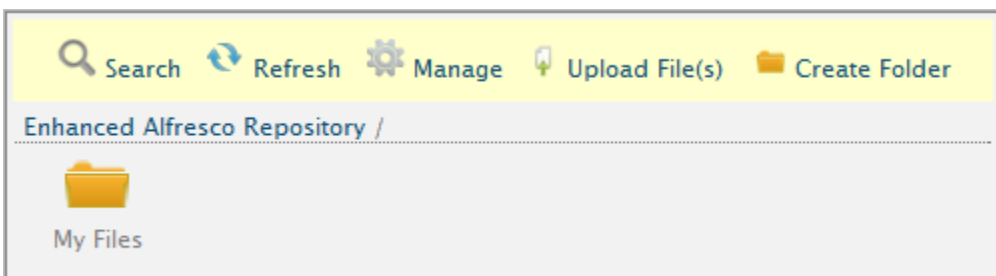 Search Refresh Manage Upload File(s) Create Folder
Enhanced Alfresco Repository /
My Files